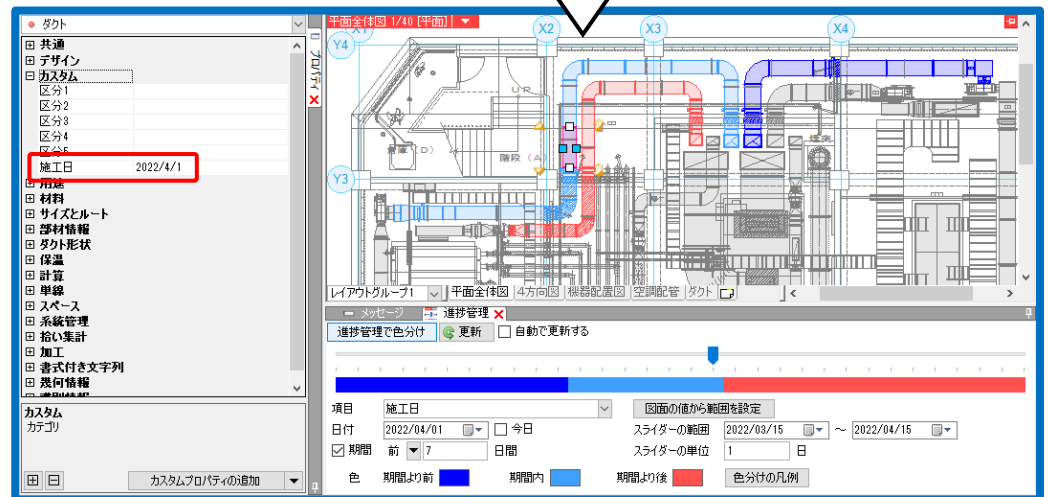 ダクト
共通
デザイン
カスタム
区分1
区分2
区分3
区分4
区分5
施工日 2022/4/1
用途
材料
サイズとルート
部材情報
ダクト形状
保温
計算
単線
スペース
系統管理
拾い集計
加工
書式付き文字列
幾何情報
識別情報
カスタム
カテゴリ
カスタムプロパティの追加
プロパティ
平面全体図 1/40 [平面]
X1 X2 X3 X4
Y4
UP
倉庫(D)
階段(A)
煙突
Y3
レイアウトグループ1 平面全体図 4方向図 機器配置図 空調配管 ダクト
メッセージ 進捗管理
進捗管理で色分け 更新 自動で更新する
項目 施工日 図面の値から範囲を設定
日付 2022/04/01 今日 スライダーの範囲 2022/03/15 ～ 2022/04/15
期間 前 7 日間 スライダーの単位 1 日
色 期間より前 期間内 期間より後 色分けの凡例